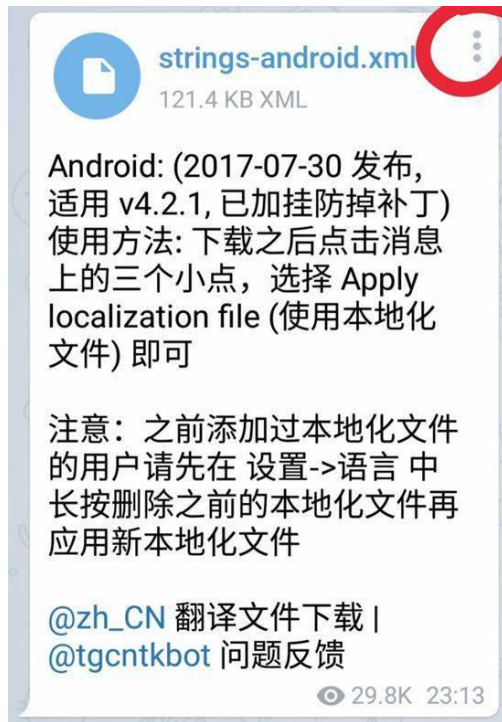 strings-android.xml
121.4 KB XML
Android: (2017-07-30 发布,
适用 v4.2.1, 已加挂防掉补丁)
使用方法: 下载之后点击消息
上的三个小点，选择 Apply
localization file (使用本地化
文件) 即可
注意：之前添加过本地化文件
的用户请先在 设置->语言 中
长按删除之前的本地化文件再
应用新本地化文件
@zh_CN 翻译文件下载 |
@tgcntkbot 问题反馈
29.8K 23:13